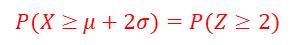 P(X ≥ μ + 2σ) = P(Z ≥ 2)